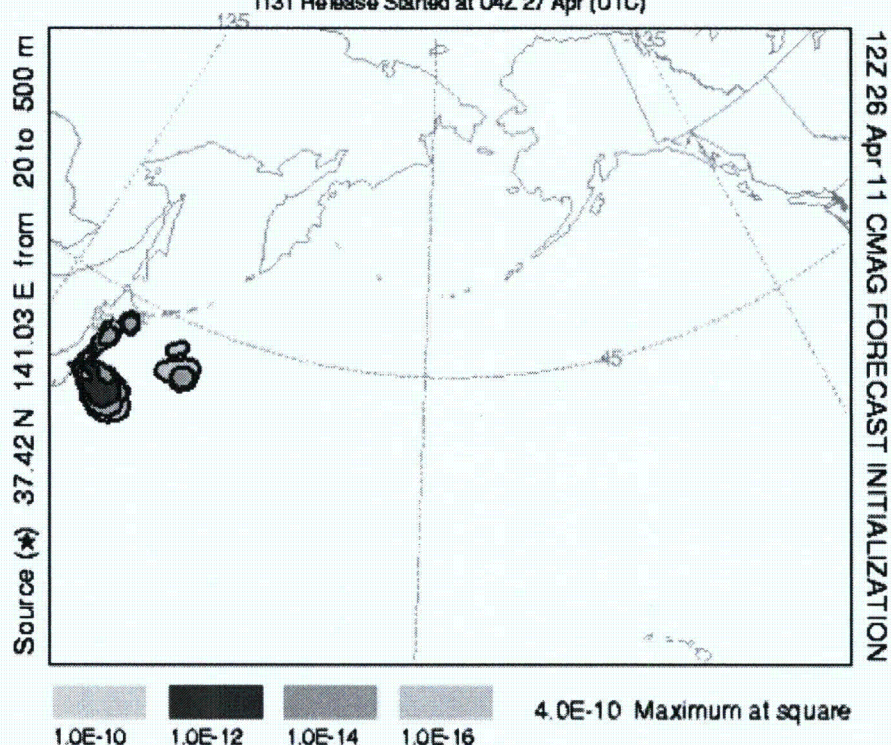 I131 Release Started at 04Z 27 Apr (UTC)
135
135
45
Source (★) 37.42 N 141.03 E from 20 to 500 m
12Z 26 Apr 11 CMAG FORECAST INITIALIZATION
4.0E-10 Maximum at square
1.0E-10 1.0E-12 1.0E-14 1.0E-16